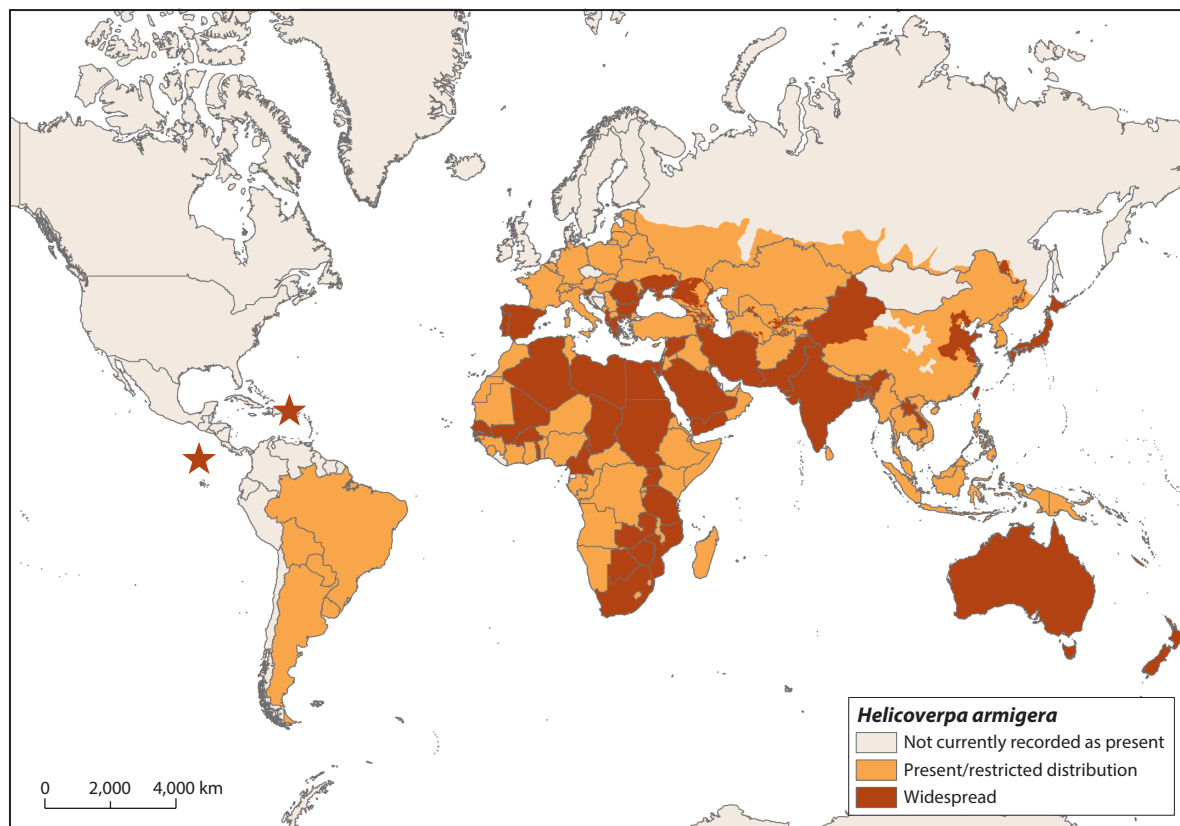 Helicoverpa armigera
Not currently recorded as present
Present/restricted distribution
Widespread
0 2,000 4,000 km